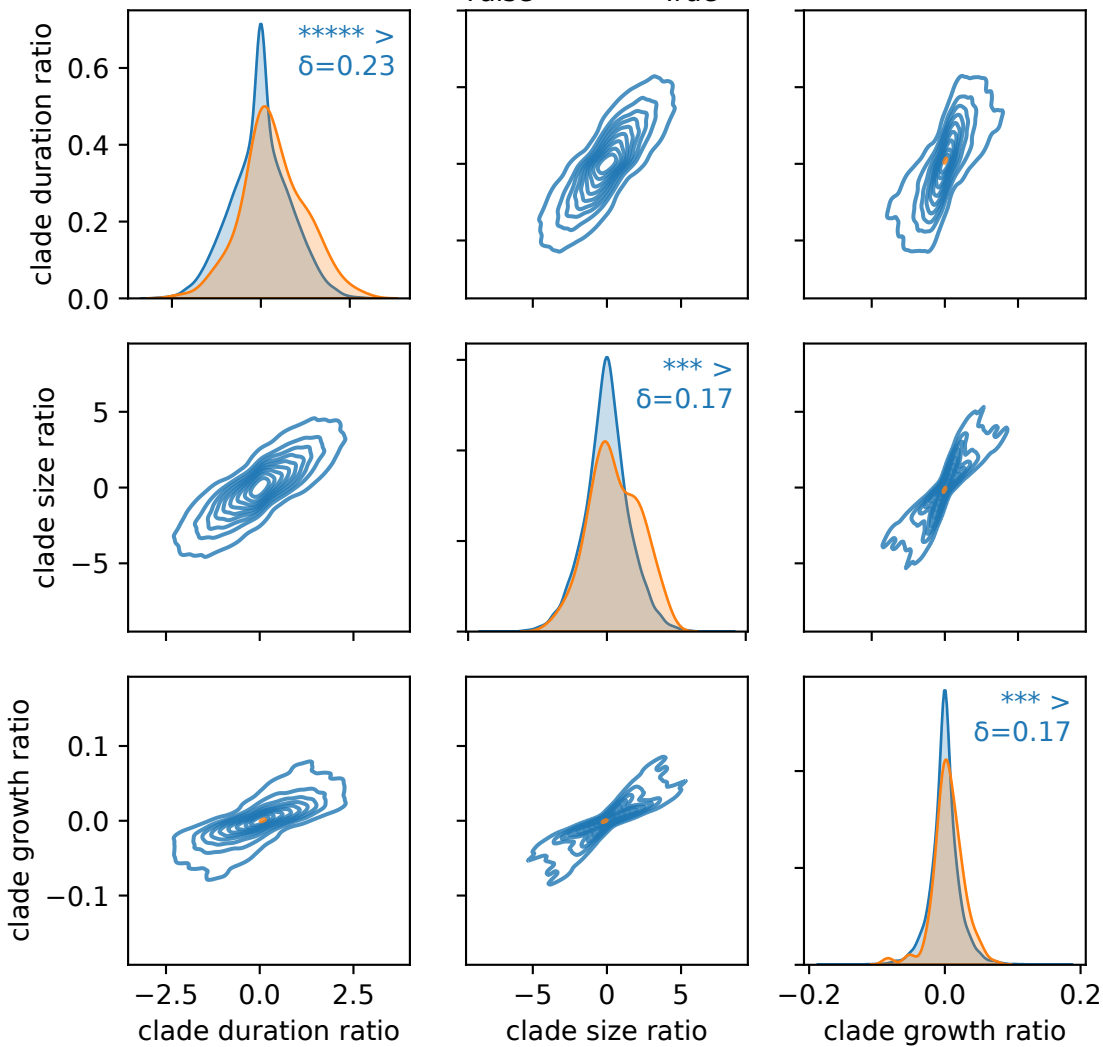 ***** >
δ=0.23
clade duration ratio
0.6
0.4
0.2
0.0
*** >
δ=0.17
clade size ratio
5
0
−5
*** >
δ=0.17
clade growth ratio
0.1
0.0
−0.1
−2.5 0.0 2.5
−5 0 5
−0.2 0.0 0.2
clade duration ratio
clade size ratio
clade growth ratio